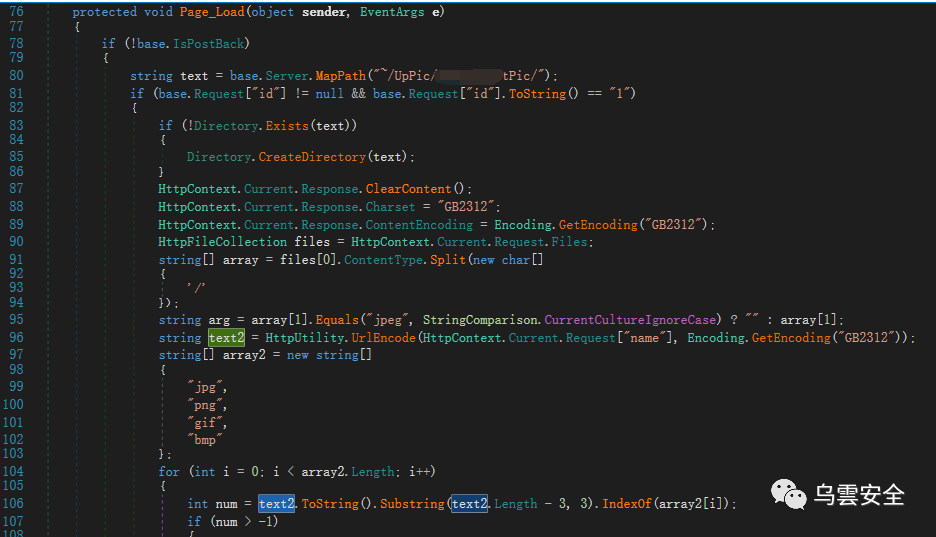 76 protected void Page_Load(object sender, EventArgs e)
77 {
78 if (!base.IsPostBack)
79 {
80 string text = base.Server.MapPath("~/UpPic/ tPic/");
81 if (base.Request["id"] != null && base.Request["id"].ToString() == "1")
82 {
83 if (!Directory.Exists(text))
84 {
85 Directory.CreateDirectory(text);
86 }
87 HttpContext.Current.Response.ClearContent();
88 HttpContext.Current.Response.Charset = "GB2312";
89 HttpContext.Current.Response.ContentEncoding = Encoding.GetEncoding("GB2312");
90 HttpFileCollection files = HttpContext.Current.Request.Files;
91 string[] array = files[0].ContentType.Split(new char[]
92 {
93 '/'
94 });
95 string arg = array[1].Equals("jpeg", StringComparison.CurrentCultureIgnoreCase) ? "" : array[1];
96 string text2 = HttpUtility.UrlEncode(HttpContext.Current.Request["name"], Encoding.GetEncoding("GB2312"));
97 string[] array2 = new string[]
98 {
99 "jpg",
100 "png",
101 "gif",
102 "bmp"
103 };
104 for (int i = 0; i < array2.Length; i++)
105 {
106 int num = text2.ToString().Substring(text2.Length - 3, 3).IndexOf(array2[i]);
107 if (num > -1)
108 {
乌雲安全